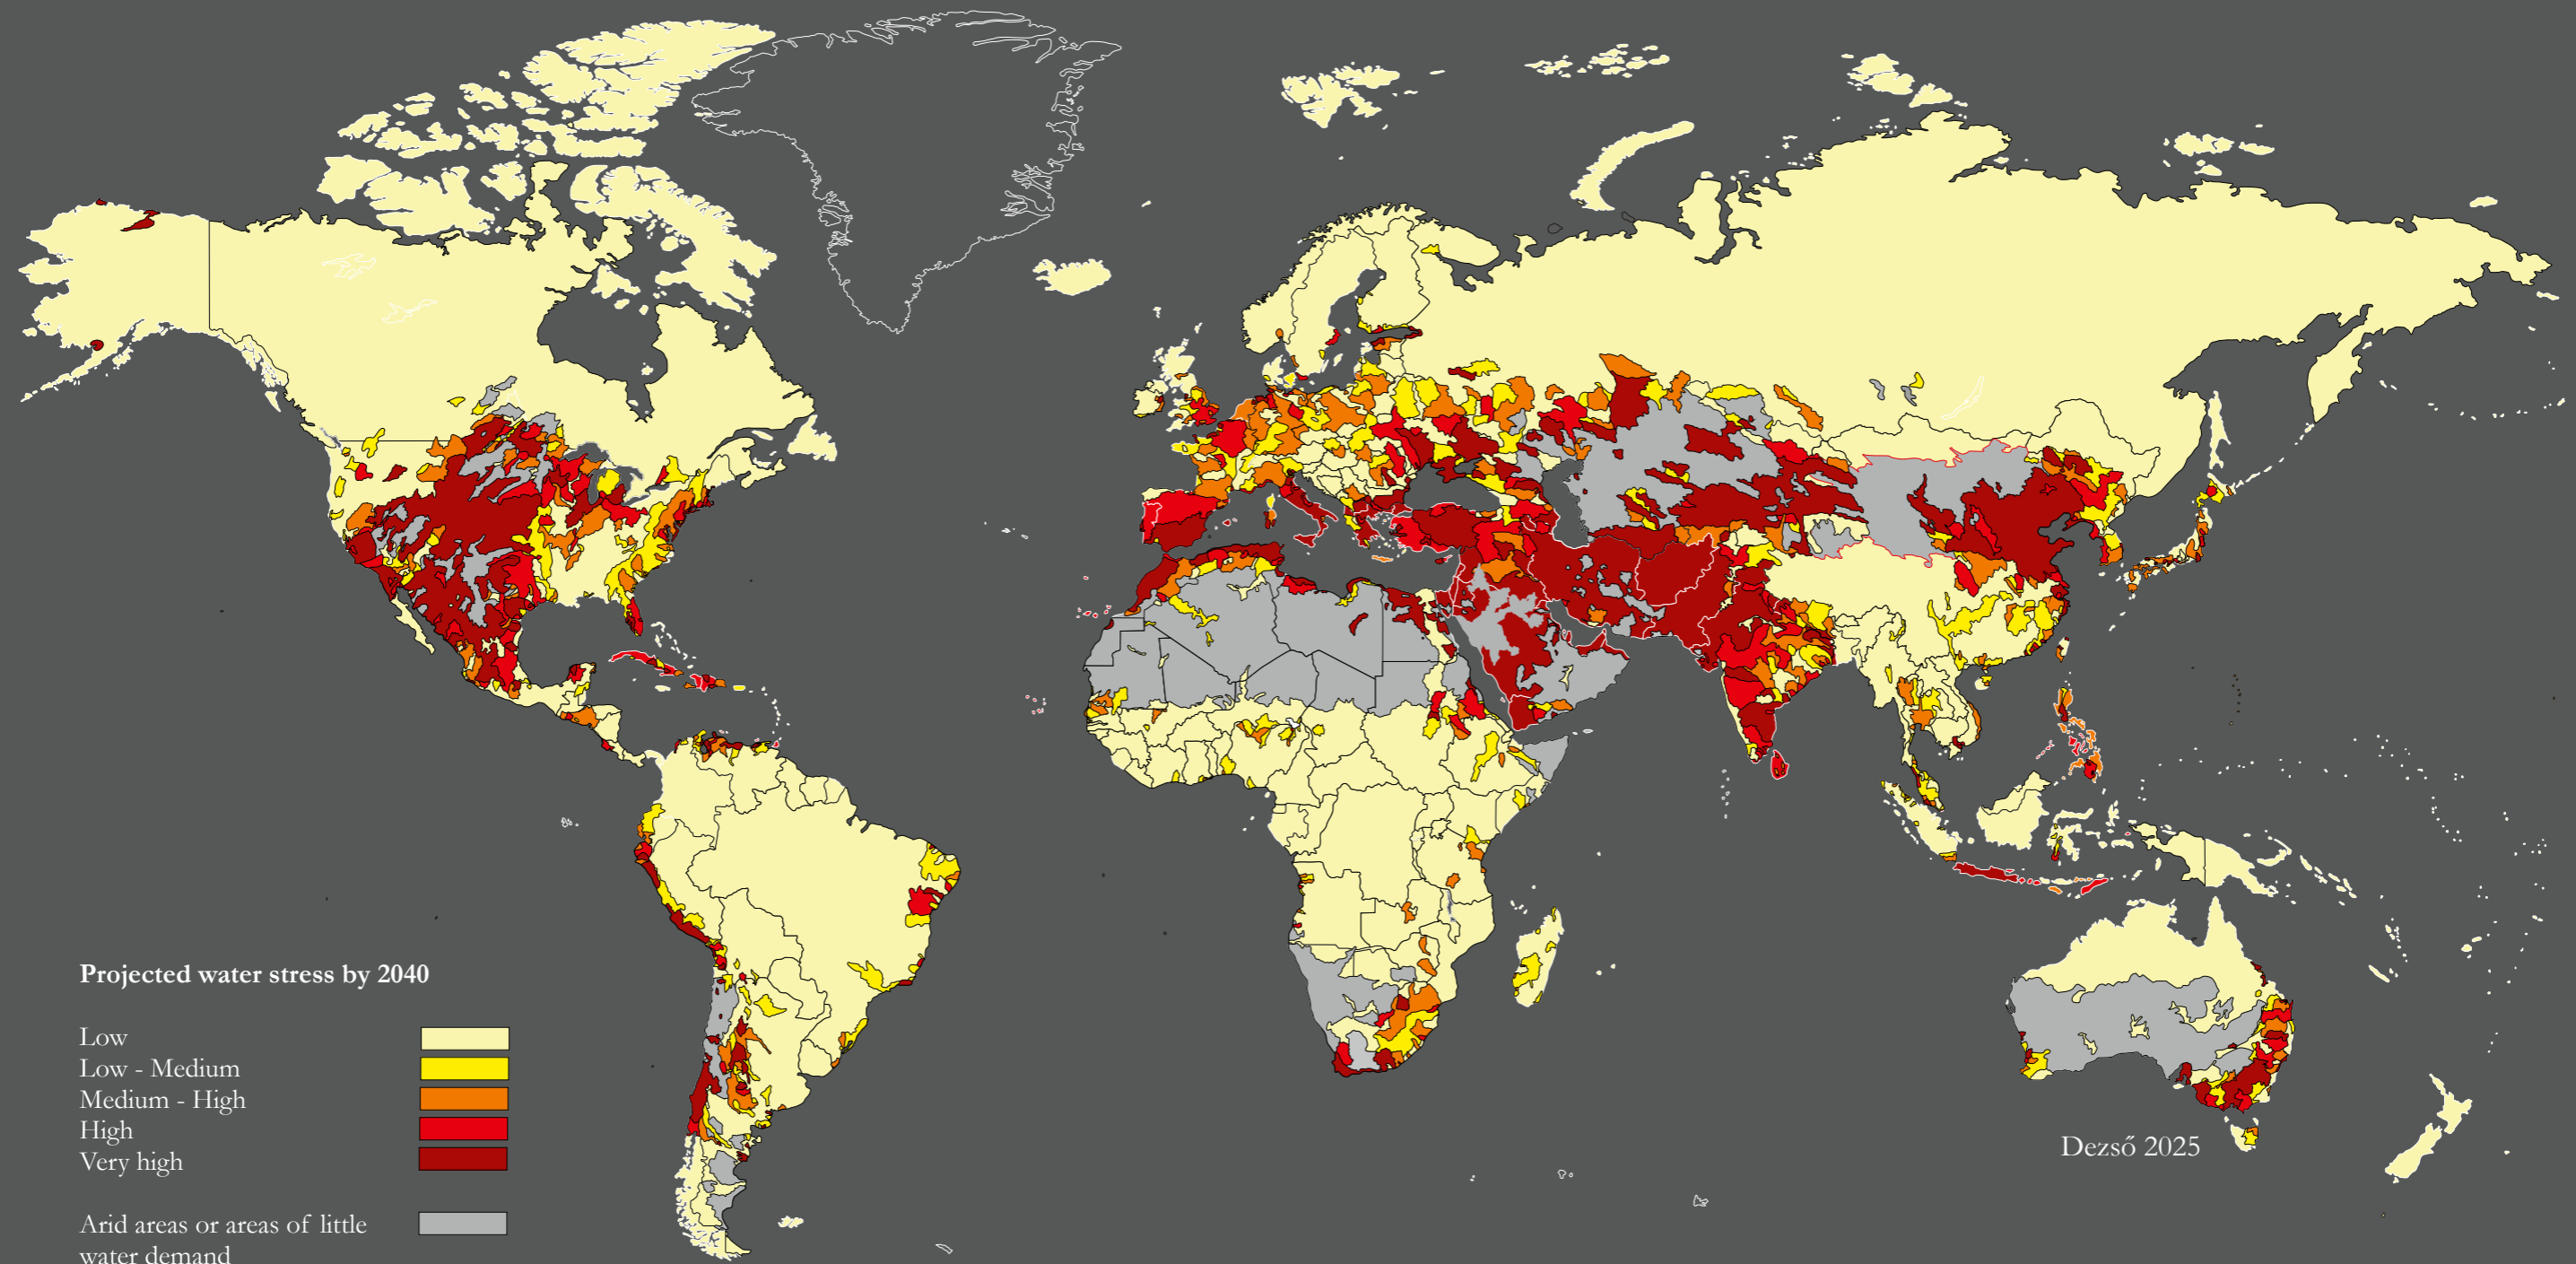 Projected water stress by 2040
Low
Low - Medium
Medium - High
High
Very high
Arid areas or areas of little
water demand
Dezső 2025